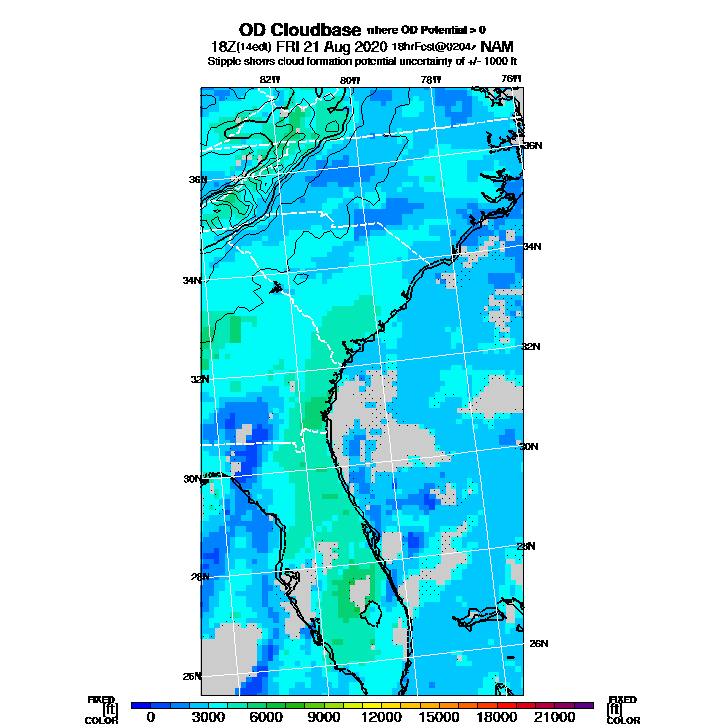 OD Cloudbase where OD Potential > 0
18Z(14edt) FRI 21 Aug 2020 18hrFcst@0204z NAM
Stipple shows cloud formation potential uncertainty of +/- 1000 ft
82W 80W 78W 76W
36N
36N
34N
34N
32N
32N
30N
30N
28N
28N
26N
26N
FIXED
[ft]
COLOR
0 3000 6000 9000 12000 15000 18000 21000
FIXED
[ft]
COLOR